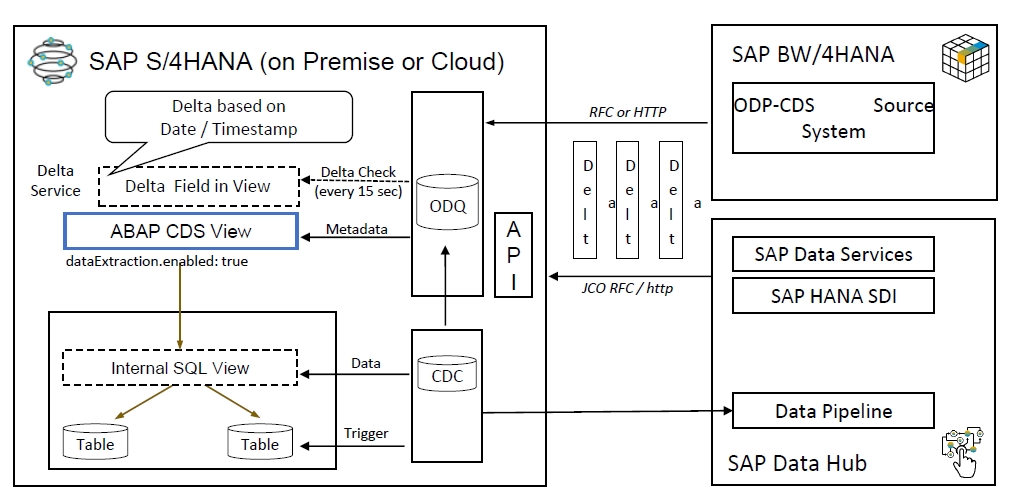 SAP S/4HANA (on Premise or Cloud)
Delta based on
Date / Timestamp
Delta
Service
Delta Field in View
Delta Check
(every 15 sec)
ABAP CDS View
Metadata
dataExtraction.enabled: true
ODQ
API
Internal SQL View
Data
CDC
Table
Table
Trigger
RFC or HTTP
Delta
Delta
Delta
JCO RFC / http
SAP BW/4HANA
ODP-CDS Source
System
SAP Data Services
SAP HANA SDI
Data Pipeline
SAP Data Hub